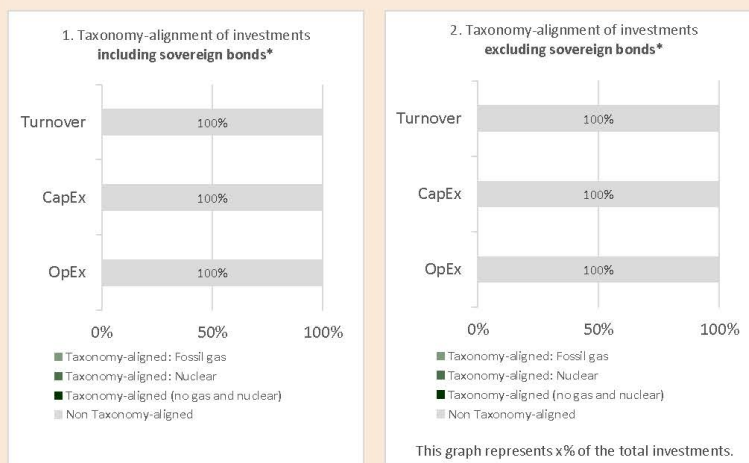 1. Taxonomy-alignment of investments
including sovereign bonds*
Turnover
100%
CapEx
100%
OpEx
100%
0%
50%
100%
Taxonomy-aligned: Fossil gas
Taxonomy-aligned: Nuclear
Taxonomy-aligned (no gas and nuclear)
Non Taxonomy-aligned
2. Taxonomy-alignment of investments
excluding sovereign bonds*
Turnover
100%
CapEx
100%
OpEx
100%
0%
50%
100%
Taxonomy-aligned: Fossil gas
Taxonomy-aligned: Nuclear
Taxonomy-aligned (no gas and nuclear)
Non Taxonomy-aligned
This graph represents x% of the total investments.